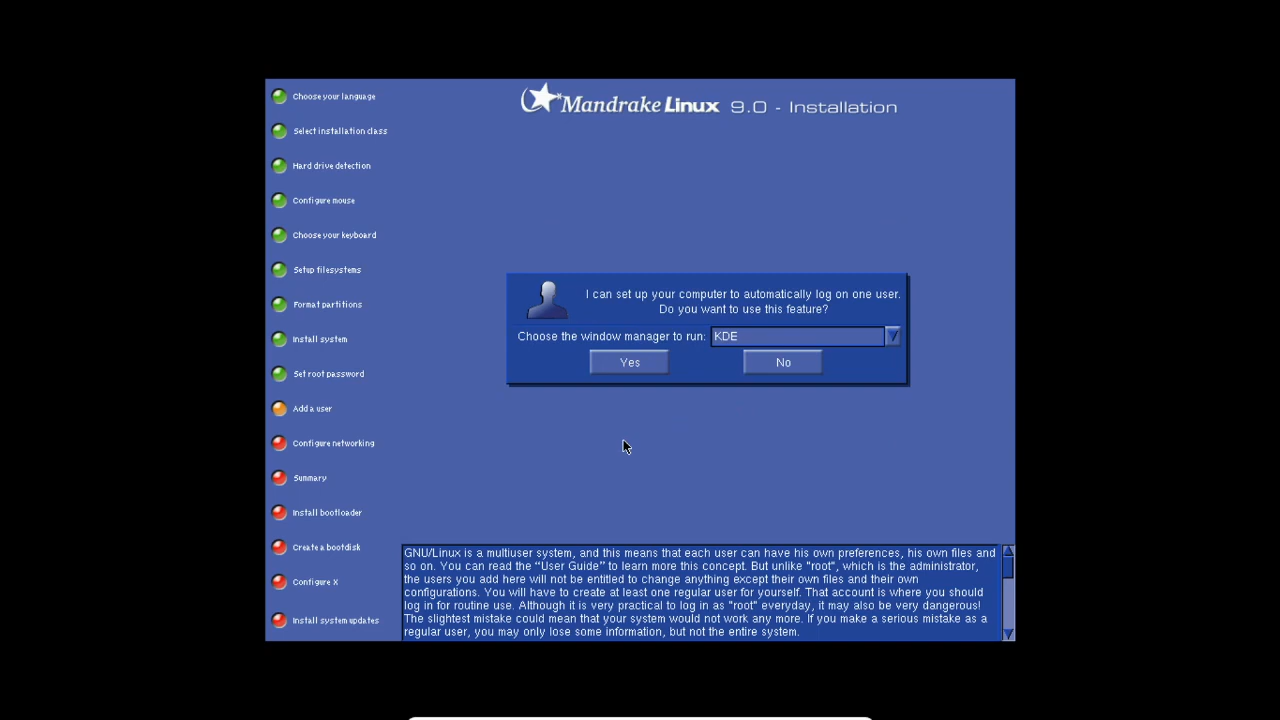 Mandrake Linux 9.0 - Installation
Choose your language
Select installation class
Hard drive detection
Configure mouse
Choose your keyboard
Setup filesystems
Format partitions
Install system
Set root password
Add a user
Configure networking
Summary
Install bootloader
Create a bootdisk
Configure X
Install system updates
I can set up your computer to automatically log on one user.
Do you want to use this feature?
Choose the window manager to run: KDE
Yes No
GNU/Linux is a multiuser system, and this means that each user can have his own preferences, his own files and
so on. You can read the “User Guide” to learn more this concept. But unlike "root", which is the administrator,
the users you add here will not be entitled to change anything except their own files and their own
configurations. You will have to create at least one regular user for yourself. That account is where you should
log in for routine use. Although it is very practical to log in as "root" everyday, it may also be very dangerous!
The slightest mistake could mean that your system would not work any more. If you make a serious mistake as a
regular user, you may only lose some information, but not the entire system.